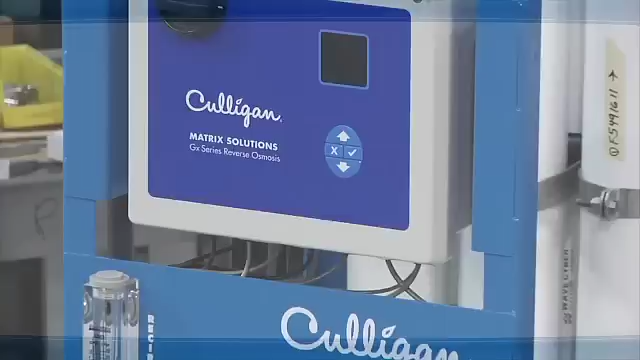 Culligan.
MATRIX SOLUTIONS
Gx Series Reverse Osmosis
X ✓
Culligan